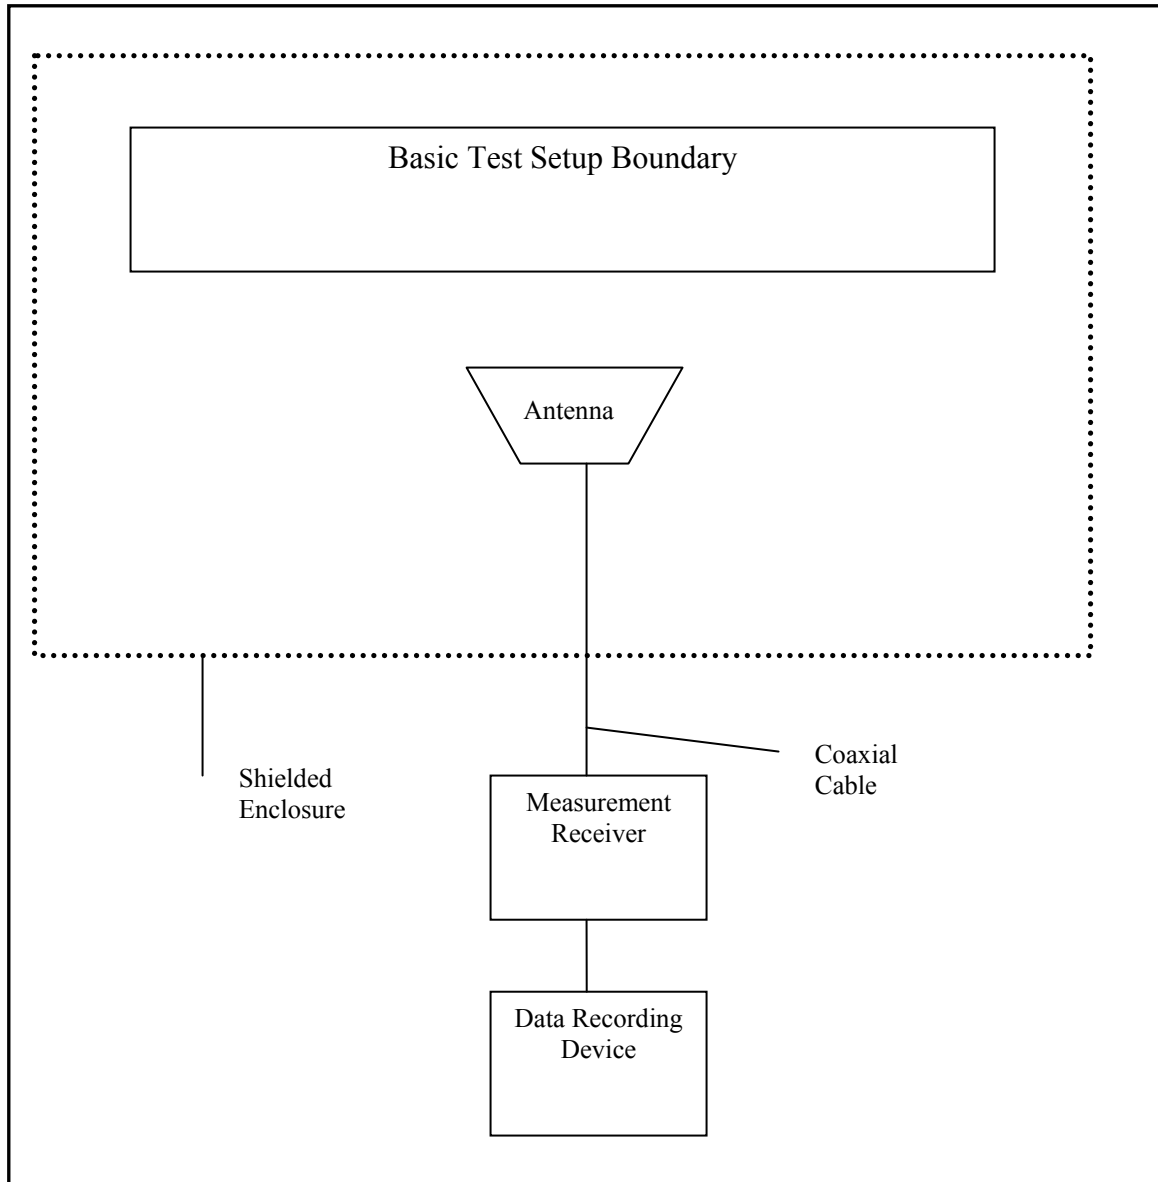 Basic Test Setup Boundary
Antenna
Coaxial
Cable
Shielded
Enclosure
Measurement
Receiver
Data Recording
Device